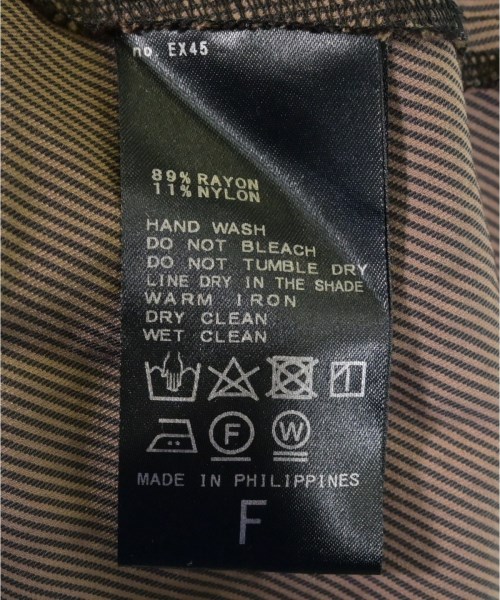 no. EX45
89% RAYON
11% NYLON
HAND WASH
DO NOT BLEACH
DO NOT TUMBLE DRY
LINE DRY IN THE SHADE
WARM IRON
DRY CLEAN
WET CLEAN
F W
MADE IN PHILIPPINES
F